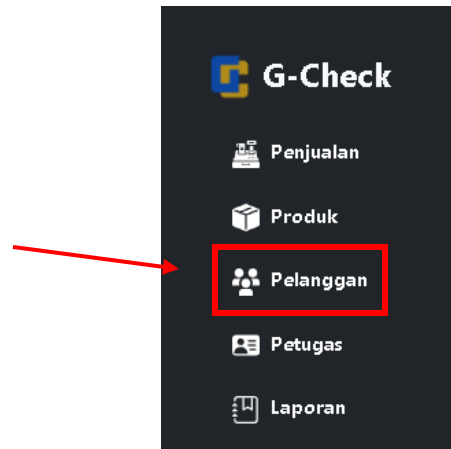 G-Check
Penjualan
Produk
Pelanggan
Petugas
Laporan